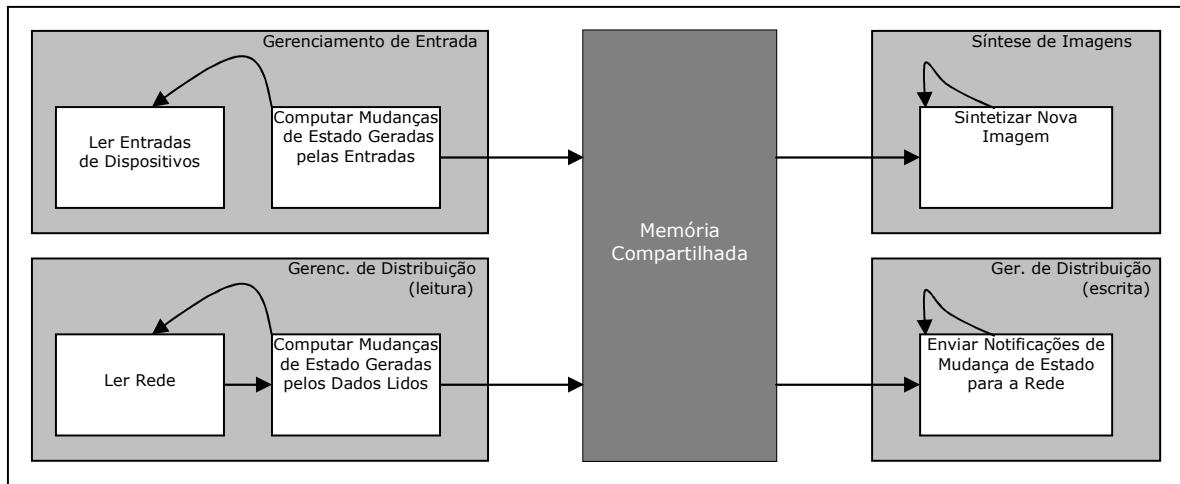 Gerenciamento de Entrada
Ler Entradas
de Dispositivos
Computar Mudanças
de Estado Geradas
pelas Entradas
Gerenc. de Distribuição
(leitura)
Ler Rede
Computar Mudanças
de Estado Geradas
pelos Dados Lidos
Memória
Compartilhada
Síntese de Imagens
Sintetizar Nova
Imagem
Ger. de Distribuição
(escrita)
Enviar Notificações de
Mudança de Estado
para a Rede